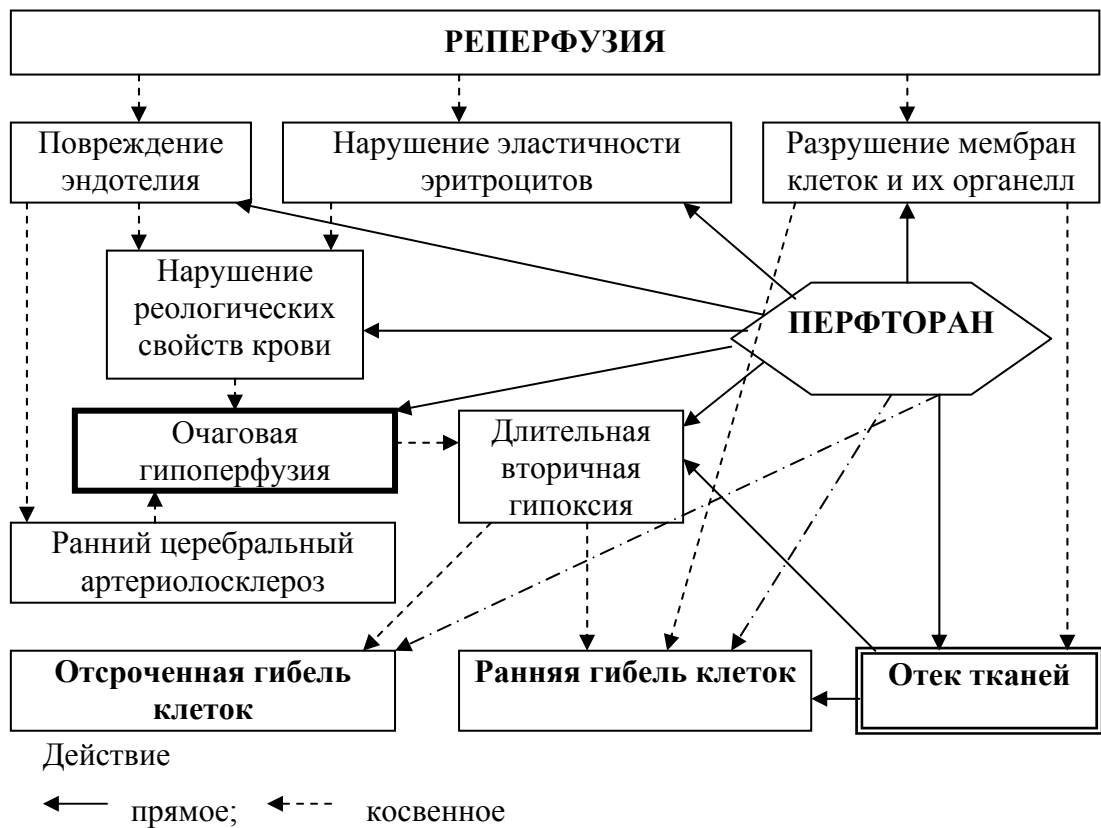 РЕПЕРФУЗИЯ
Повреждение
эндотелия
Нарушение эластичности
эритроцитов
Разрушение мембран
клеток и их органелл
Нарушение
реологических
свойств крови
ПЕРФТОРАН
Очаговая
гипоперфузия
Длительная
вторичная
гипоксия
Ранний церебральный
артериолосклероз
Отсроченная гибель
клеток
Ранняя гибель клеток
Отек тканей
Действие
прямое; косвенное